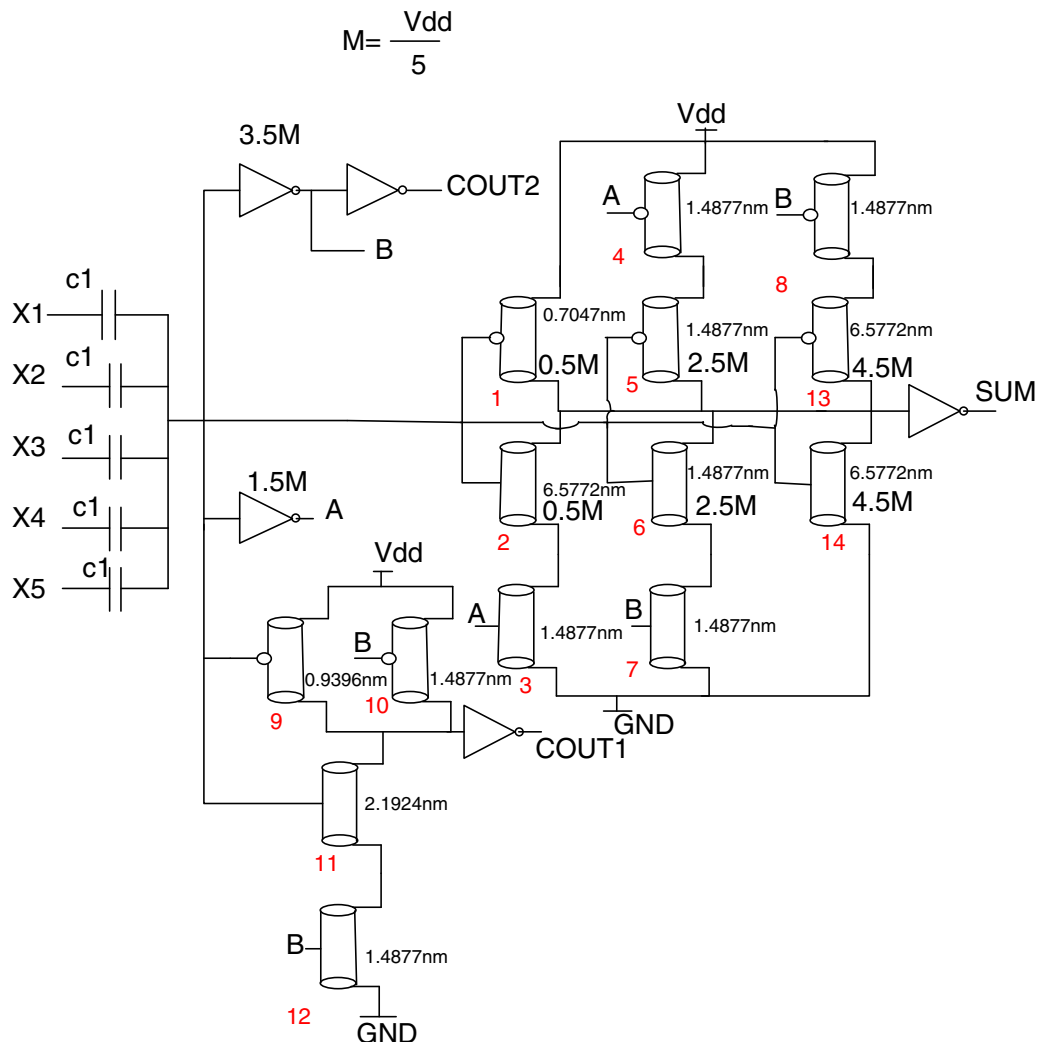 M= Vdd
5
3.5M
COUT2
B
c1
X1
c1
X2
c1
X3
c1
X4
c1
X5
1.5M
A
Vdd
A
1.4877nm
4
B
1.4877nm
8
0.7047nm
0.5M
1
1.4877nm
2.5M
5
6.5772nm
4.5M
13
SUM
6.5772nm
0.5M
2
1.4877nm
2.5M
6
6.5772nm
4.5M
14
A
1.4877nm
3
B
1.4877nm
7
GND
Vdd
0.9396nm
9
B
1.4877nm
10
COUT1
2.1924nm
11
B
1.4877nm
12
GND